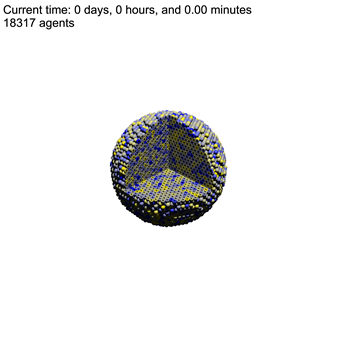 Current time: 0 days, 0 hours, and 0.00 minutes
18317 agents